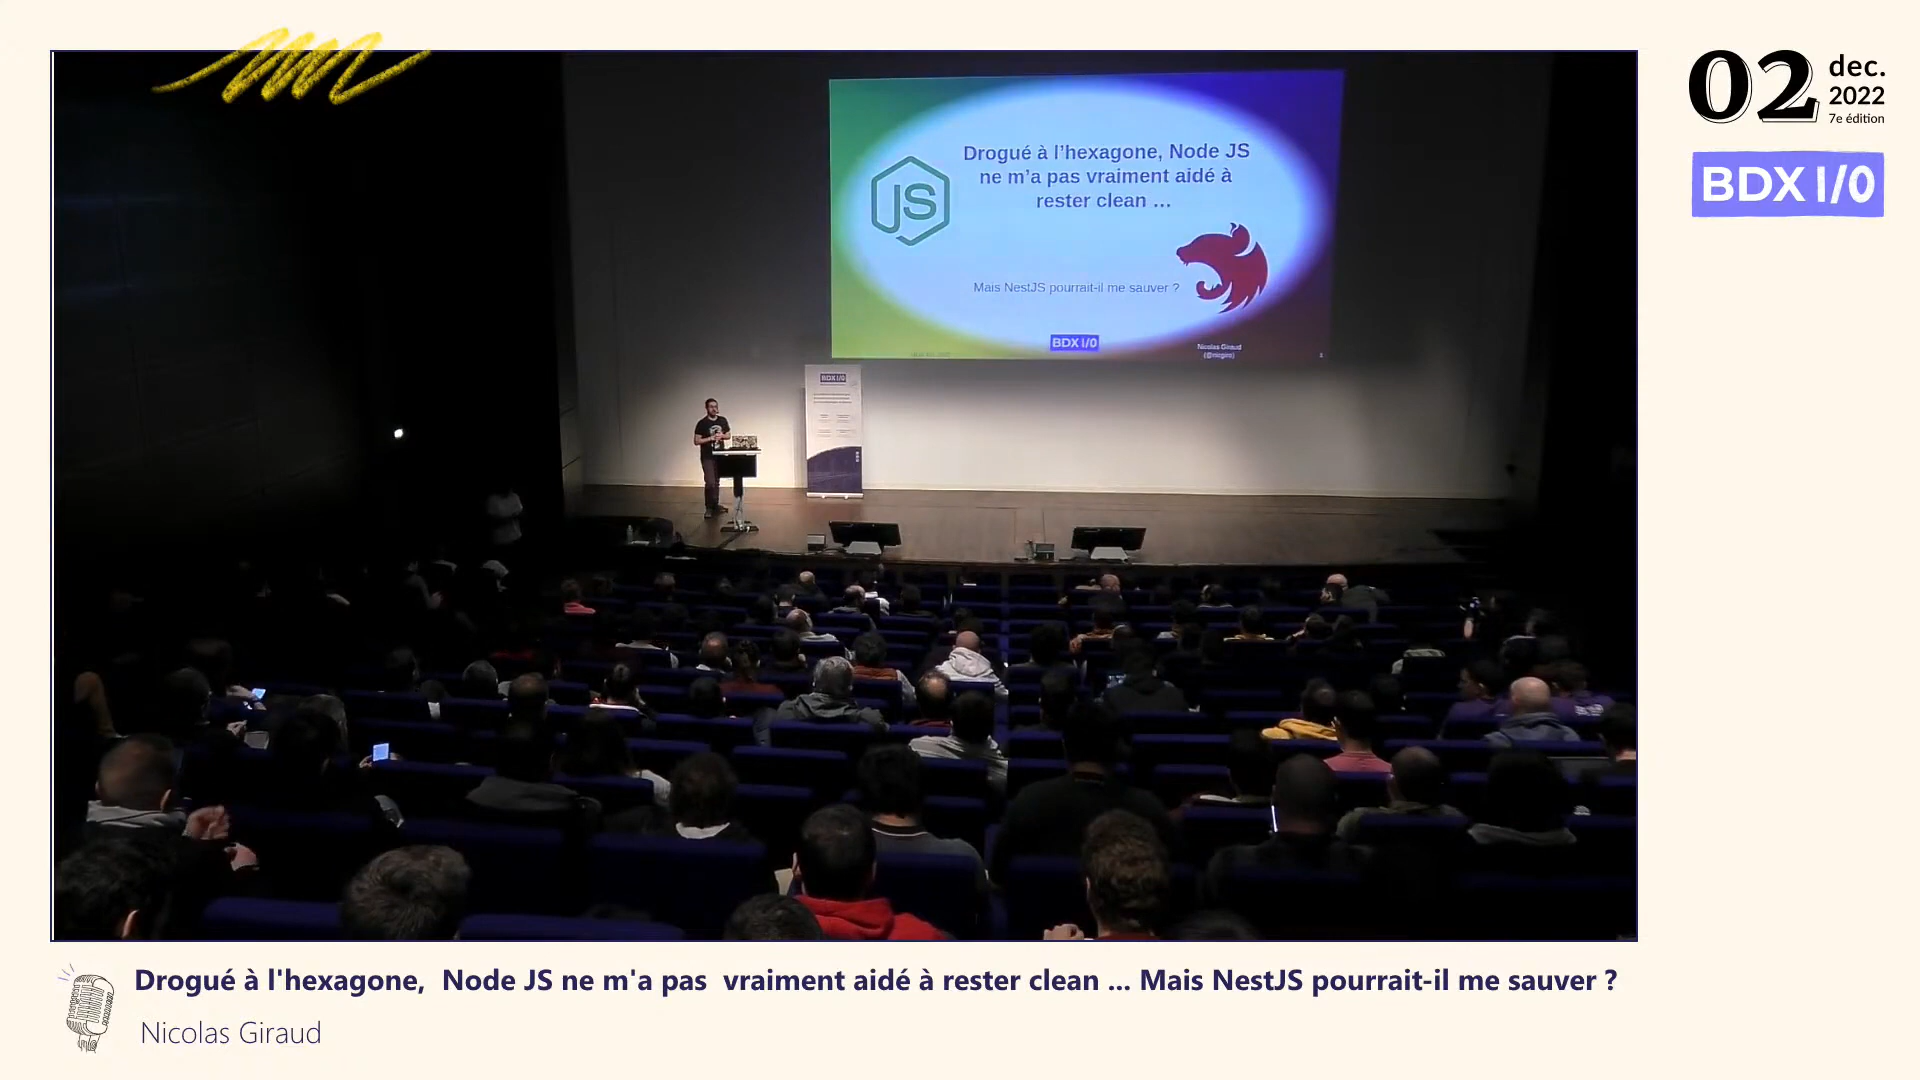 02
dec.
2022
7e édition
BDX I/O
Drogué à l'hexagone, Node JS
ne m'a pas vraiment aidé à
rester clean ...
JS
Mais NestJS pourrait-il me sauver ?
BDX I/O
Nicolas Giraud
BDX I/O
Drogué à l'hexagone, Node JS ne m'a pas vraiment aidé à rester clean ... Mais NestJS pourrait-il me sauver ?
Nicolas Giraud